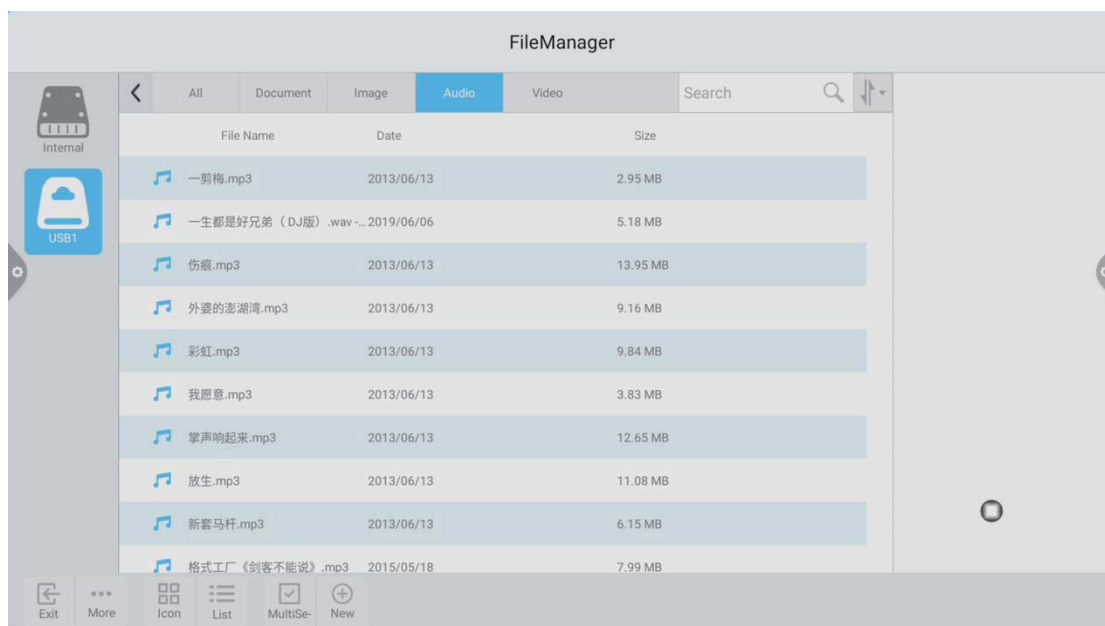 FileManager
All Document Image Audio Video Search
Internal
File Name Date Size
一剪梅.mp3 2013/06/13 2.95 MB
USB1
一生都是好兄弟（DJ版）.wav -... 2019/06/06 5.18 MB
伤痕.mp3 2013/06/13 13.95 MB
外婆的澎湖湾.mp3 2013/06/13 9.16 MB
彩虹.mp3 2013/06/13 9.84 MB
我愿意.mp3 2013/06/13 3.83 MB
掌声响起来.mp3 2013/06/13 12.65 MB
放生.mp3 2013/06/13 11.08 MB
新套马杆.mp3 2013/06/13 6.15 MB
格式工厂《剑客不能说》.mp3 2015/05/18 7.99 MB
Exit More Icon List MultiSe- New